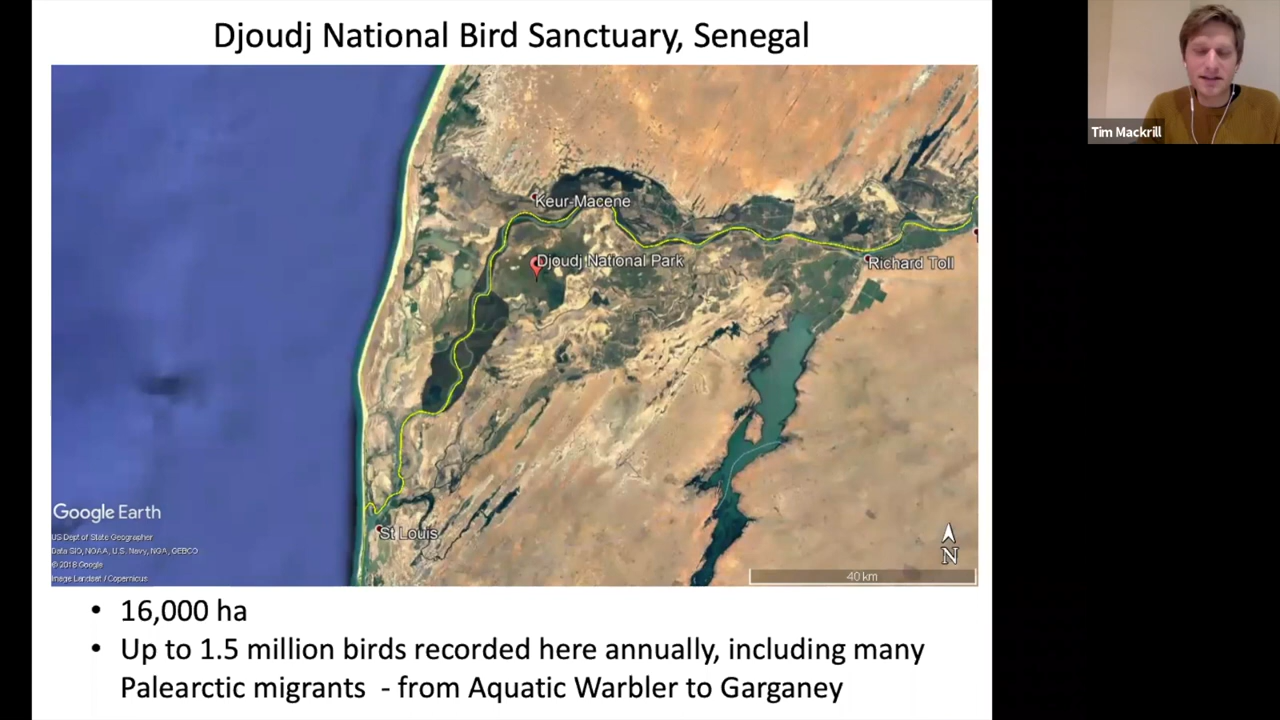 Djoudj National Bird Sanctuary, Senegal
Tim Mackrill
Keur-Macene
Djoudj National Park
Richard Toll
St Louis
Google Earth
US Dept of State Geographer
Data SIO, NOAA, U.S. Navy, NGA, GEBCO
© 2018 Google
Image Landsat / Copernicus
N
40 km
• 16,000 ha
• Up to 1.5 million birds recorded here annually, including many
Palearctic migrants - from Aquatic Warbler to Garganey